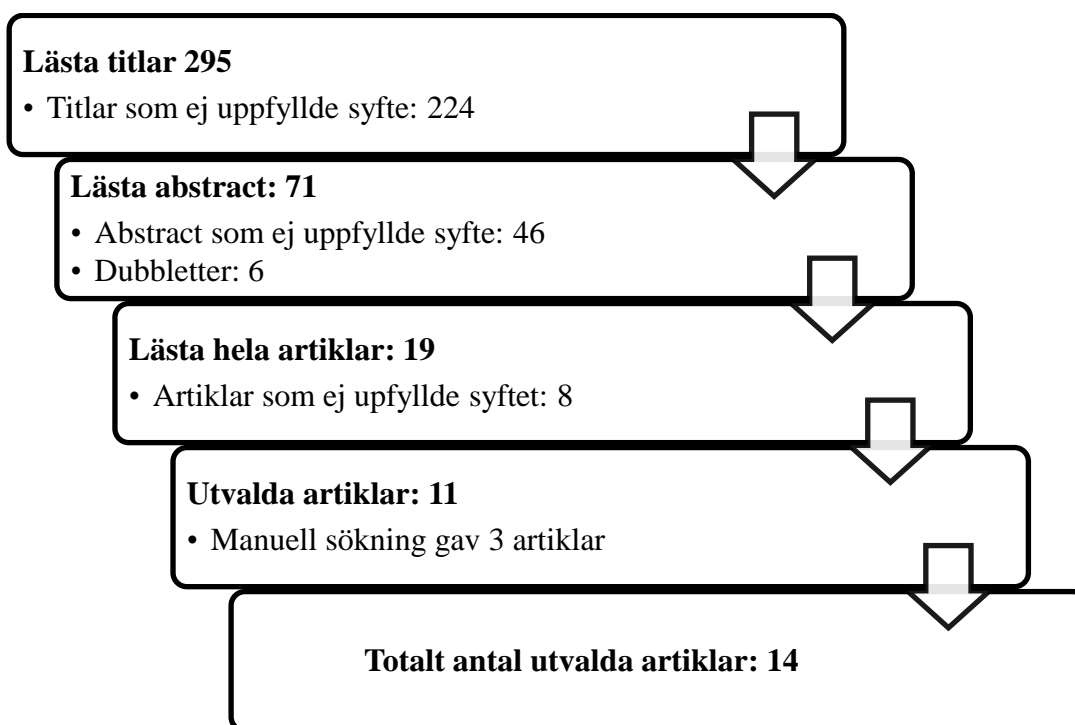 Lästa titlar 295
• Titlar som ej uppfyllde syfte: 224
Lästa abstract: 71
• Abstract som ej uppfyllde syfte: 46
• Dubbletter: 6
Lästa hela artiklar: 19
• Artiklar som ej upfyllde syftet: 8
Utvalda artiklar: 11
• Manuell sökning gav 3 artiklar
Totalt antal utvalda artiklar: 14